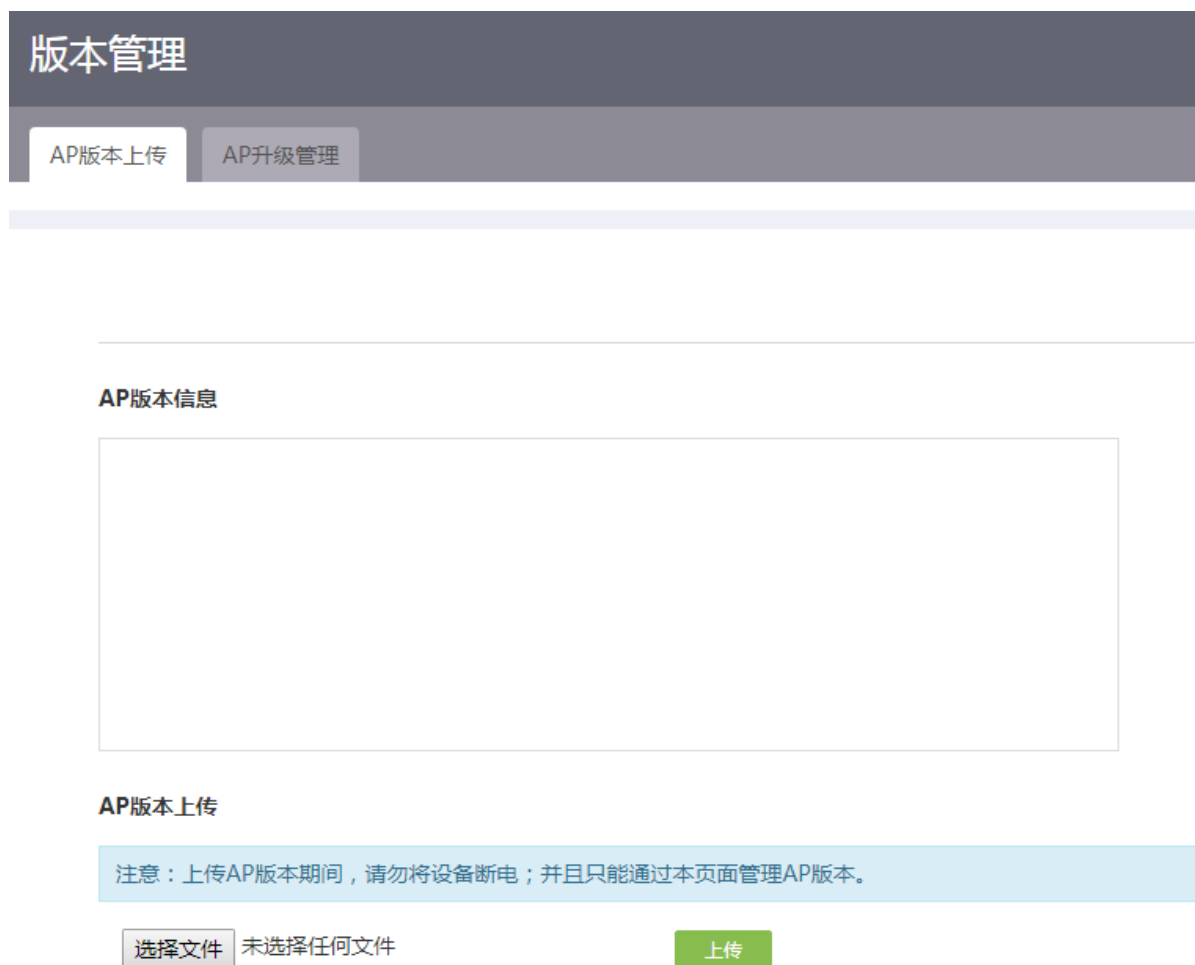 版本管理
AP版本上传 AP升级管理
AP版本信息
AP版本上传
注意：上传AP版本期间，请勿将设备断电；并且只能通过本页面管理AP版本。
选择文件 未选择任何文件 上传